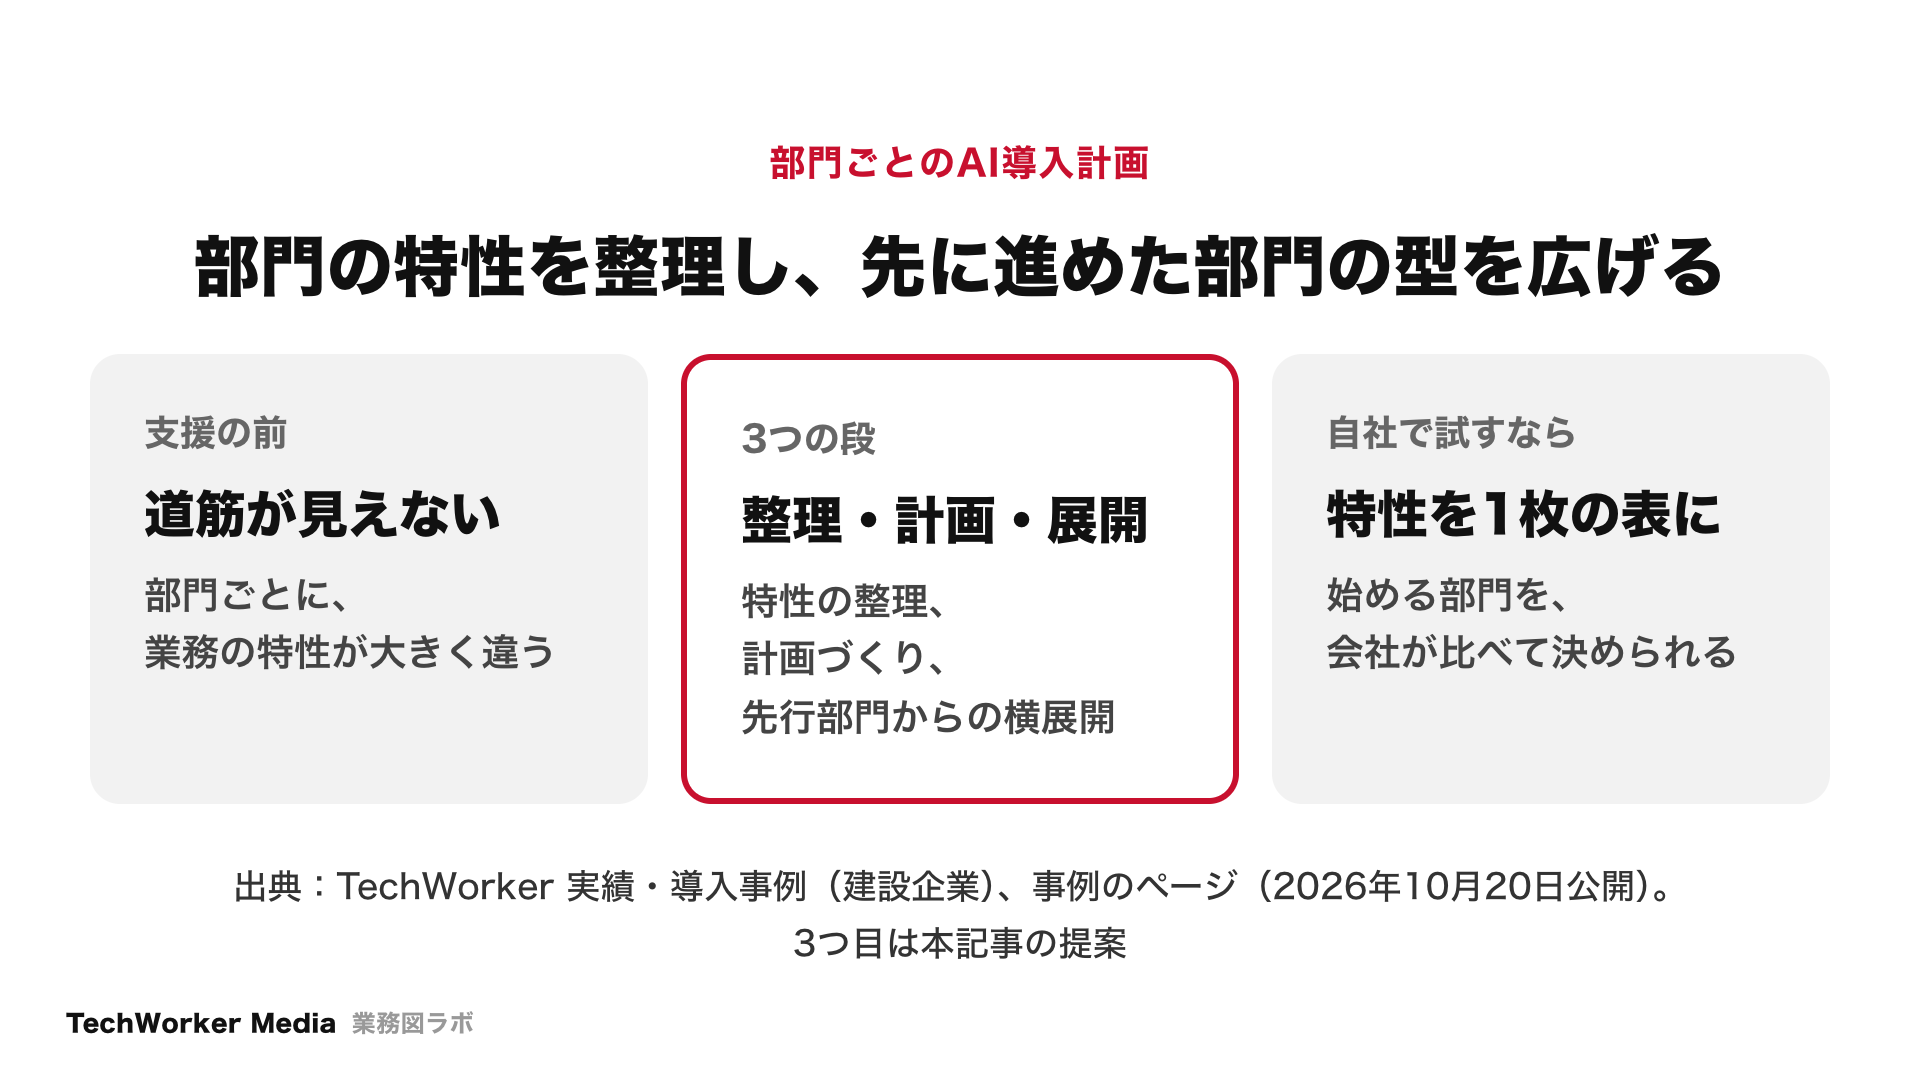 部門ごとのAI導入計画
部門の特性を整理し、先に進めた部門の型を広げる
支援の前
道筋が見えない
部門ごとに、
業務の特性が大きく違う
3つの段
整理・計画・展開
特性の整理、
計画づくり、
先行部門からの横展開
自社で試すなら
特性を1枚の表に
始める部門を、
会社が比べて決められる
出典：TechWorker 実績・導入事例（建設企業）、事例のページ（2026年10月20日公開）。
3つ目は本記事の提案
TechWorker Media 業務図ラボ